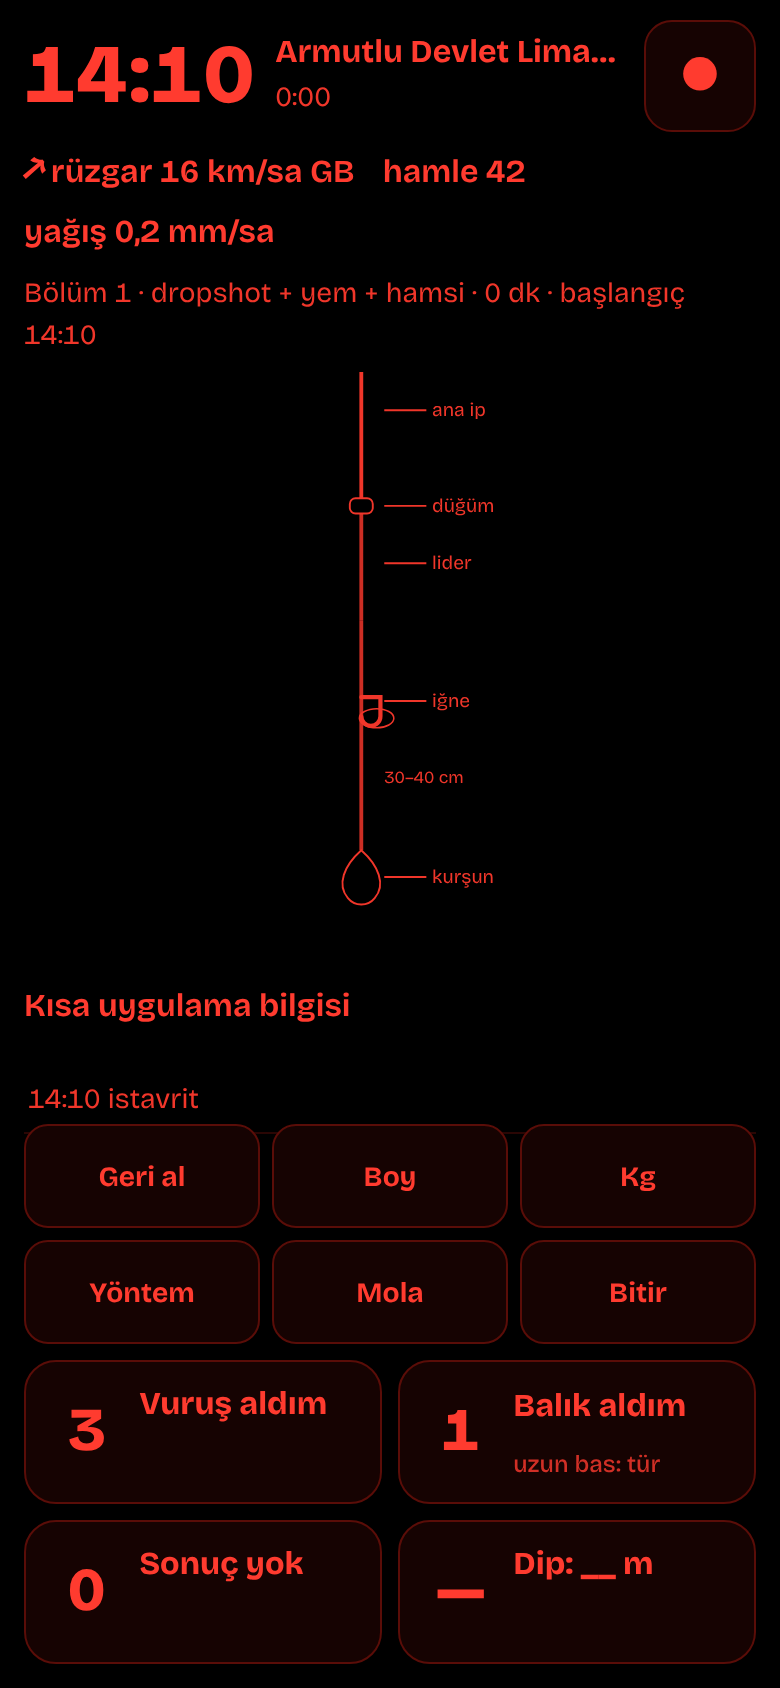 14:10
Armutlu Devlet Lima...
0:00
↗ rüzgar 16 km/sa GB hamle 42
yağış 0,2 mm/sa
Bölüm 1 · dropshot + yem + hamsi · 0 dk · başlangıç
14:10
ana ip
düğüm
lider
iğne
30–40 cm
kurşun
Kısa uygulama bilgisi
14:10 istavrit
Geri al
Boy
Kg
Yöntem
Mola
Bitir
3 Vuruş aldım
1 Balık aldım
uzun bas: tür
0 Sonuç yok
— Dip: __ m